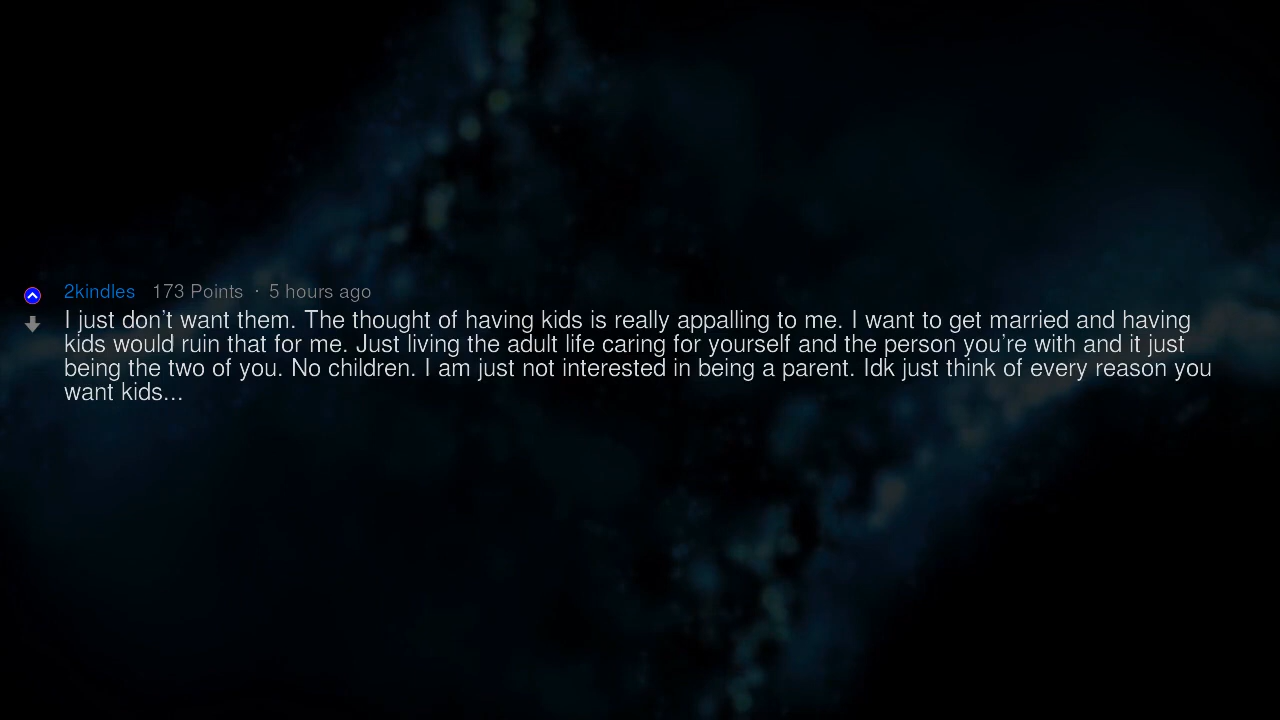 2kindles 173 Points · 5 hours ago
I just don't want them. The thought of having kids is really appalling to me. I want to get married and having
kids would ruin that for me. Just living the adult life caring for yourself and the person you're with and it just
being the two of you. No children. I am just not interested in being a parent. Idk just think of every reason you
want kids...